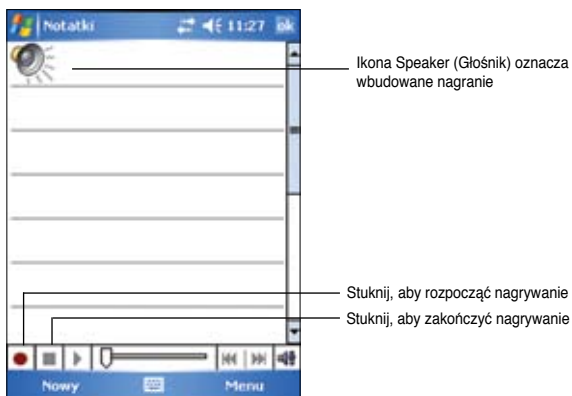 Notatki 11:27 ok
Ikona Speaker (Głośnik) oznacza
wbudowane nagranie
Stuknij, aby rozpocząć nagrywanie
Stuknij, aby zakończyć nagrywanie
Nowy Menu